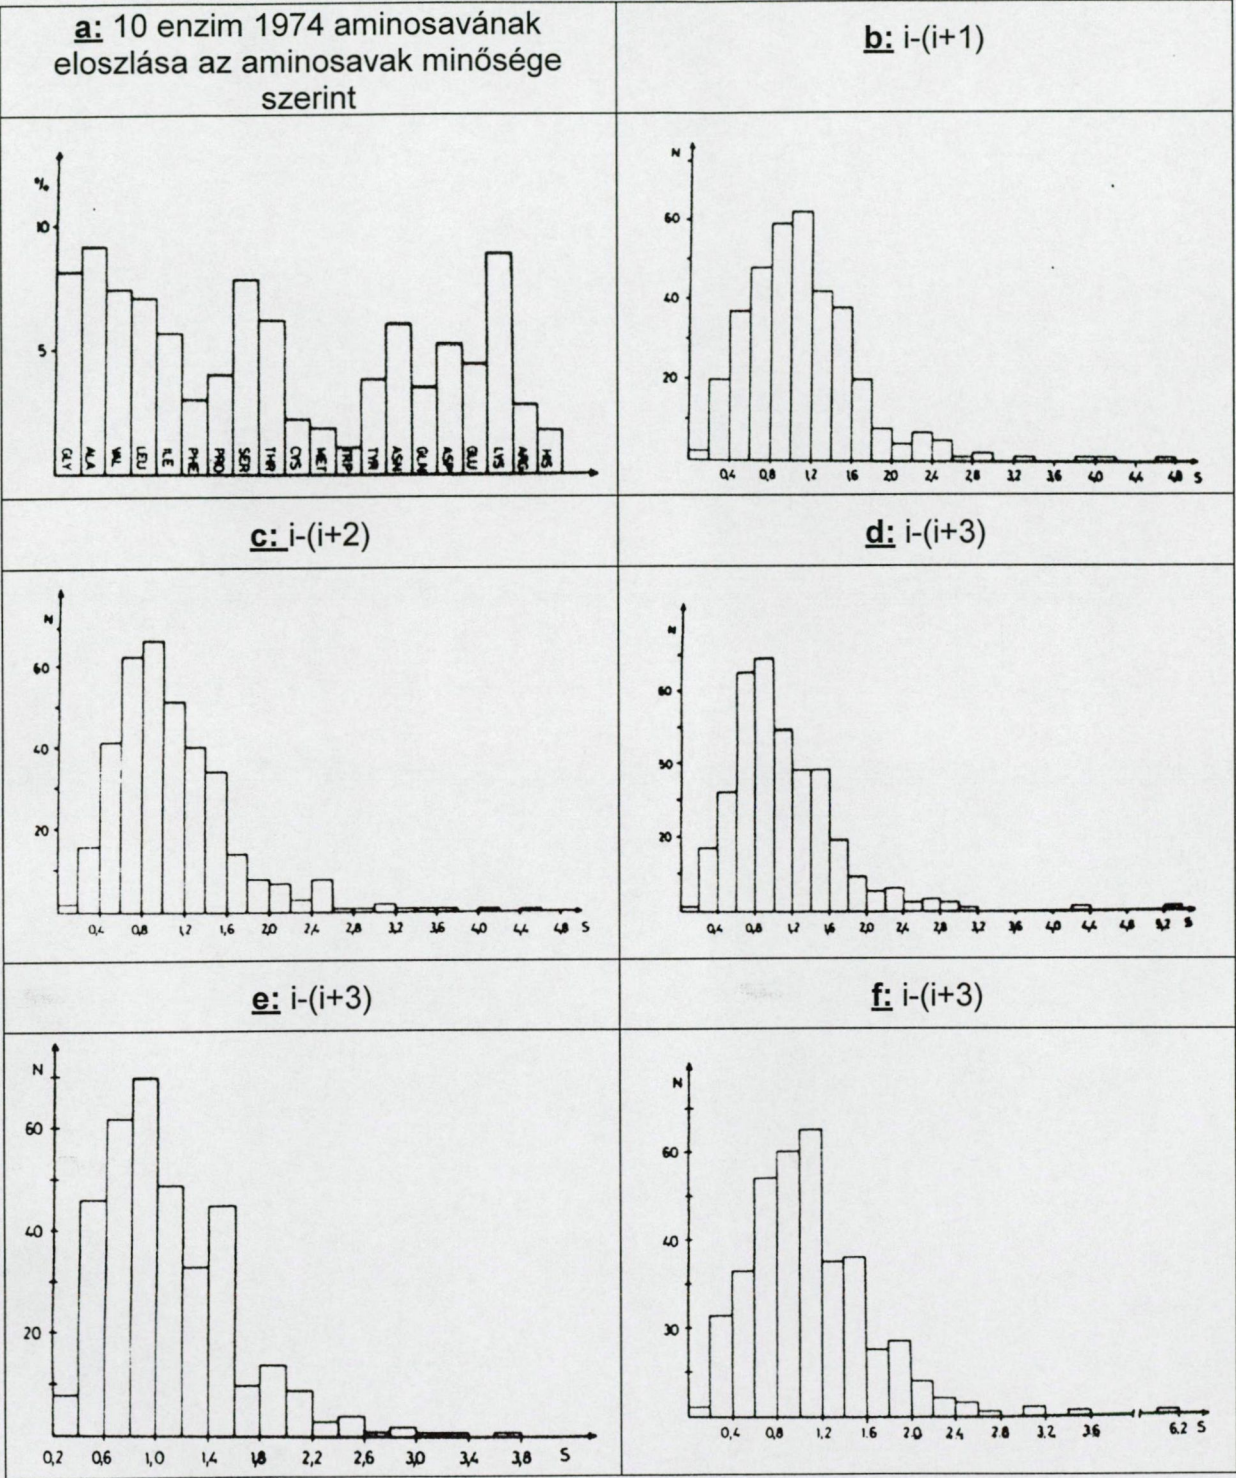 a: 10 enzim 1974 aminosavának
eloszlása az aminosavak minősége
szerint
b: i-(i+1)
%
10
5
GLY ALA VAL LEU ILE PHE PRO SER THR CYS MET TRP TYR ASN GLN ASP GLU LYS ARG HIS
N
60
40
20
0,4 0,8 1,2 1,6 2,0 2,4 2,8 3,2 3,6 4,0 4,4 4,8 S
c: i-(i+2)
d: i-(i+3)
N
60
40
20
0,4 0,8 1,2 1,6 2,0 2,4 2,8 3,2 3,6 4,0 4,4 4,8 S
N
60
50
20
0,4 0,8 1,2 1,6 2,0 2,4 2,8 3,2 3,6 4,0 4,4 4,8 5,2 S
e: i-(i+3)
f: i-(i+3)
N
60
40
20
0,2 0,6 1,0 1,4 1,8 2,2 2,6 3,0 3,4 3,8 S
N
60
40
30
0,4 0,8 1,2 1.6 2.0 2.4 2.8 3.2 3.6 6.2 S